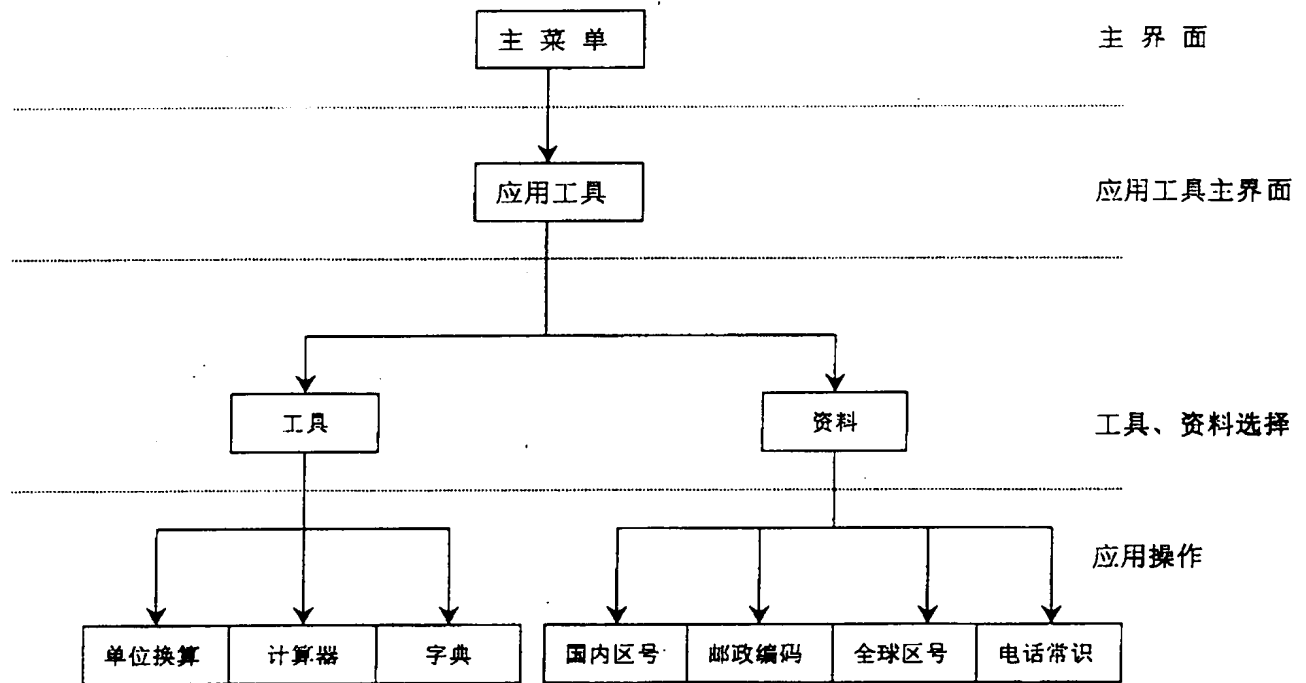 主菜单
主界面
应用工具
应用工具主界面
工具
资料
工具、资料选择
应用操作
单位换算
计算器
字典
国内区号
邮政编码
全球区号
电话常识